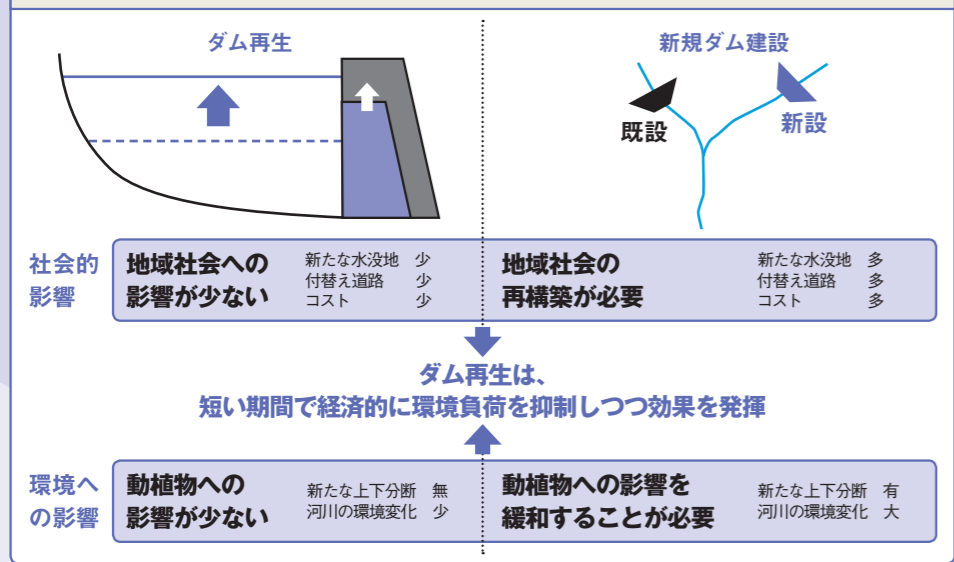 ダム再生
新規ダム建設
既設
新設
社会的
影響
地域社会への
影響が少ない
新たな水没地 少
付替え道路 少
コスト 少
地域社会の
再構築が必要
新たな水没地 多
付替え道路 多
コスト 多
ダム再生は、
短い期間で経済的に環境負荷を抑制しつつ効果を発揮
環境へ
の影響
動植物への
影響が少ない
新たな上下分断 無
河川の環境変化 少
動植物への影響を
緩和することが必要
新たな上下分断 有
河川の環境変化 大